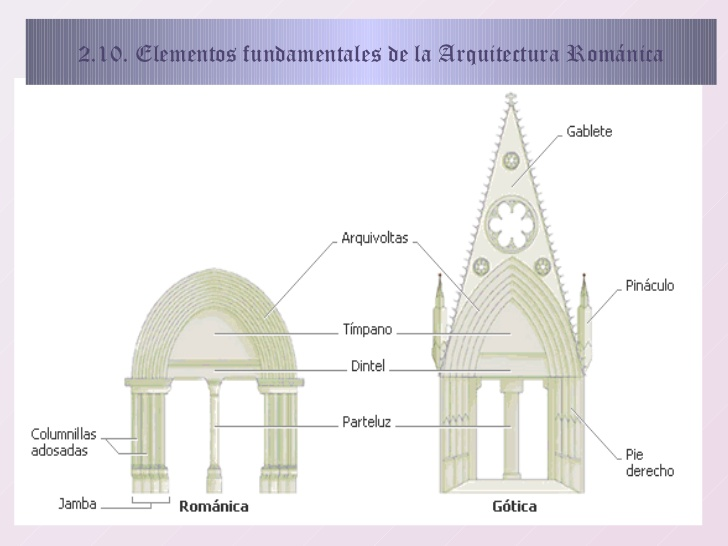 2.10. Elementos fundamentales de la Arquitectura Románica
Gablete
Arquivoltas
Pináculo
Tímpano
Dintel
Parteluz
Columnillas
adosadas
Pie
derecho
Jamba
Románica
Gótica